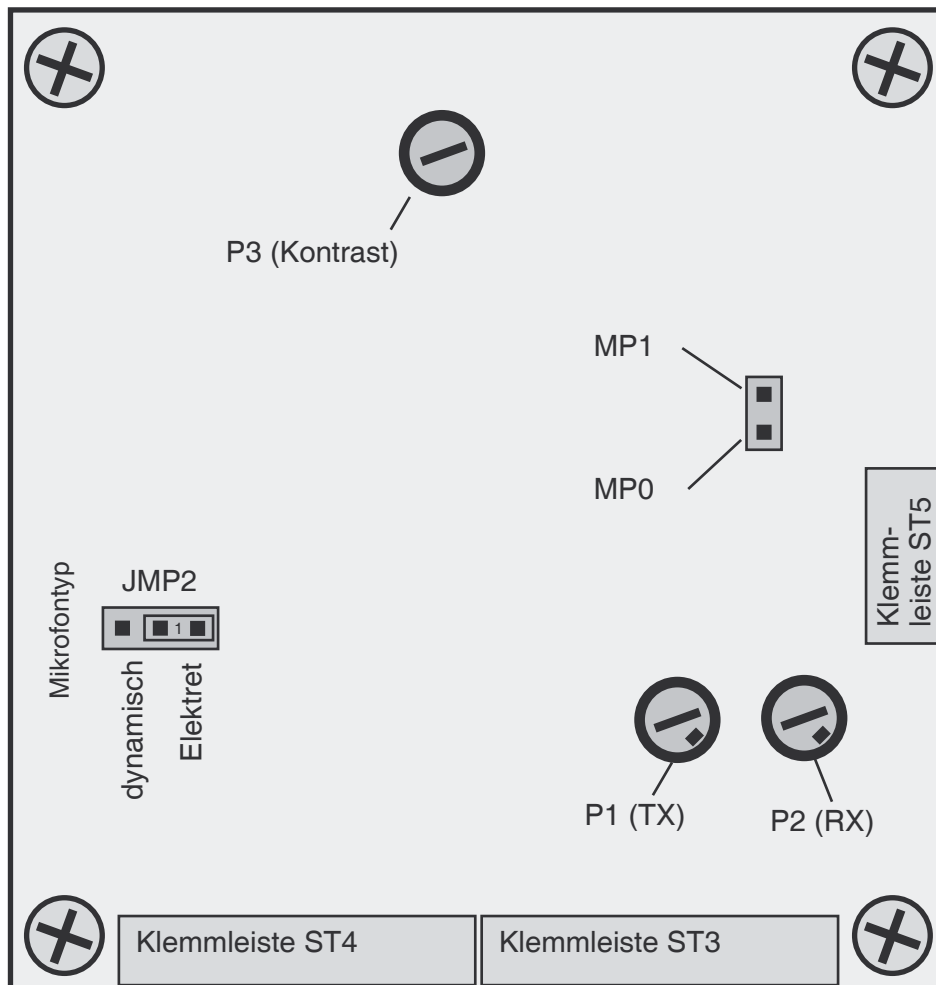 P3 (Kontrast)
MP1
MP0
Klemm-
leiste ST5
Mikrofontyp
JMP2
1
dynamisch
Elektret
P1 (TX)
P2 (RX)
Klemmleiste ST4
Klemmleiste ST3